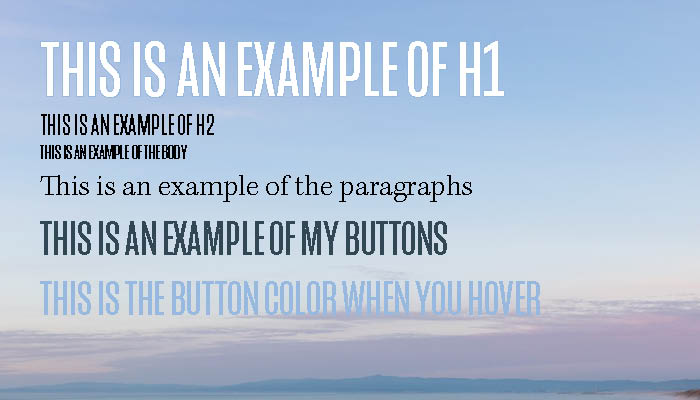 THIS IS AN EXAMPLE OF H1
THIS IS AN EXAMPLE OF H2
THIS IS AN EXAMPLE OF THE BODY
This is an example of the paragraphs
THIS IS AN EXAMPLE OF MY BUTTONS
THIS IS THE BUTTON COLOR WHEN YOU HOVER